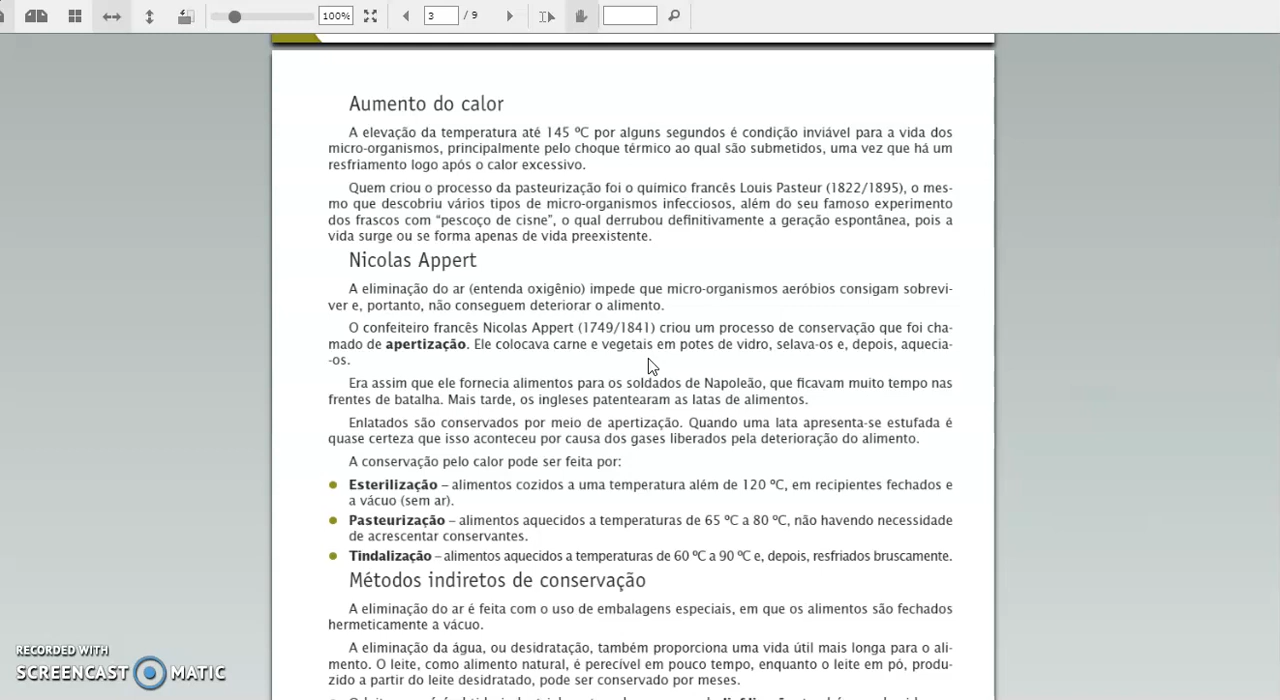 100%
3 / 9
Aumento do calor
A elevação da temperatura até 145 ºC por alguns segundos é condição inviável para a vida dos
micro-organismos, principalmente pelo choque térmico ao qual são submetidos, uma vez que há um
resfriamento logo após o calor excessivo.
Quem criou o processo da pasteurização foi o químico francês Louis Pasteur (1822/1895), o mes-
mo que descobriu vários tipos de micro-organismos infecciosos, além do seu famoso experimento
dos frascos com “pescoço de cisne”, o qual derrubou definitivamente a geração espontânea, pois a
vida surge ou se forma apenas de vida preexistente.
Nicolas Appert
A eliminação do ar (entenda oxigênio) impede que micro-organismos aeróbios consigam sobrevi-
ver e, portanto, não conseguem deteriorar o alimento.
O confeiteiro francês Nicolas Appert (1749/1841) criou um processo de conservação que foi cha-
mado de apertização. Ele colocava carne e vegetais em potes de vidro, selava-os e, depois, aquecia-
-os.
Era assim que ele fornecia alimentos para os soldados de Napoleão, que ficavam muito tempo nas
frentes de batalha. Mais tarde, os ingleses patentearam as latas de alimentos.
Enlatados são conservados por meio de apertização. Quando uma lata apresenta-se estufada é
quase certeza que isso aconteceu por causa dos gases liberados pela deterioração do alimento.
A conservação pelo calor pode ser feita por:
Esterilização – alimentos cozidos a uma temperatura além de 120 ºC, em recipientes fechados e
a vácuo (sem ar).
Pasteurização – alimentos aquecidos a temperaturas de 65 ºC a 80 ºC, não havendo necessidade
de acrescentar conservantes.
Tindalização – alimentos aquecidos a temperaturas de 60 ºC a 90 ºC e, depois, resfriados bruscamente.
Métodos indiretos de conservação
A eliminação do ar é feita com o uso de embalagens especiais, em que os alimentos são fechados
hermeticamente a vácuo.
A eliminação da água, ou desidratação, também proporciona uma vida útil mais longa para o ali-
mento. O leite, como alimento natural, é perecível em pouco tempo, enquanto o leite em pó, produ-
zido a partir do leite desidratado, pode ser conservado por meses.
RECORDED WITH
SCREENCAST MATIC